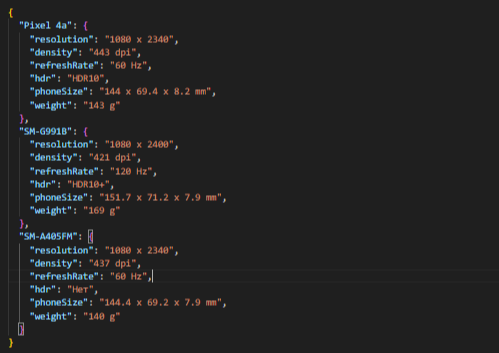 {
"Pixel 4a": {
"resolution": "1080 x 2340",
"density": "443 dpi",
"refreshRate": "60 Hz",
"hdr": "HDR10",
"phoneSize": "144 x 69.4 x 8.2 mm",
"weight": "143 g"
},
"SM-G991B": {
"resolution": "1080 x 2400",
"density": "421 dpi",
"refreshRate": "120 Hz",
"hdr": "HDR10+",
"phoneSize": "151.7 x 71.2 x 7.9 mm",
"weight": "169 g"
},
"SM-A405FM": {
"resolution": "1080 x 2340",
"density": "437 dpi",
"refreshRate": "60 Hz",
"hdr": "Нет",
"phoneSize": "144.4 x 69.2 x 7.9 mm",
"weight": "140 g"
}
}